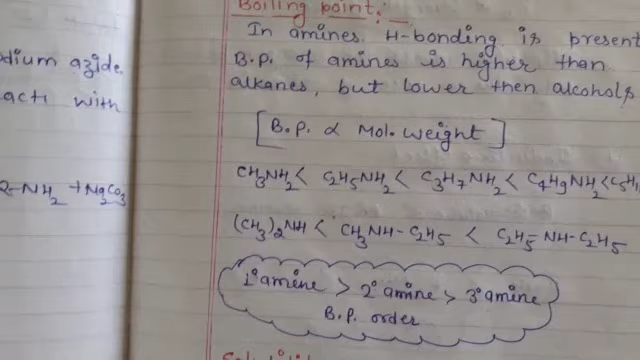 Boiling point:-
In amines H-bonding is present
B.P. of amines is higher than
alkanes, but lower then alcohols
[B.P. ∝ Mol. weight]
CH3NH2 < C2H5NH2 < C3H7NH2 < C4H9NH2 <C5H1
(CH3)2NH < CH3NH-C2H5 < C2H5-NH-C2H5
1° amine > 2° amine > 3° amine
B.P. order
dium azide.
acti with
-NH2 + Na2CO3